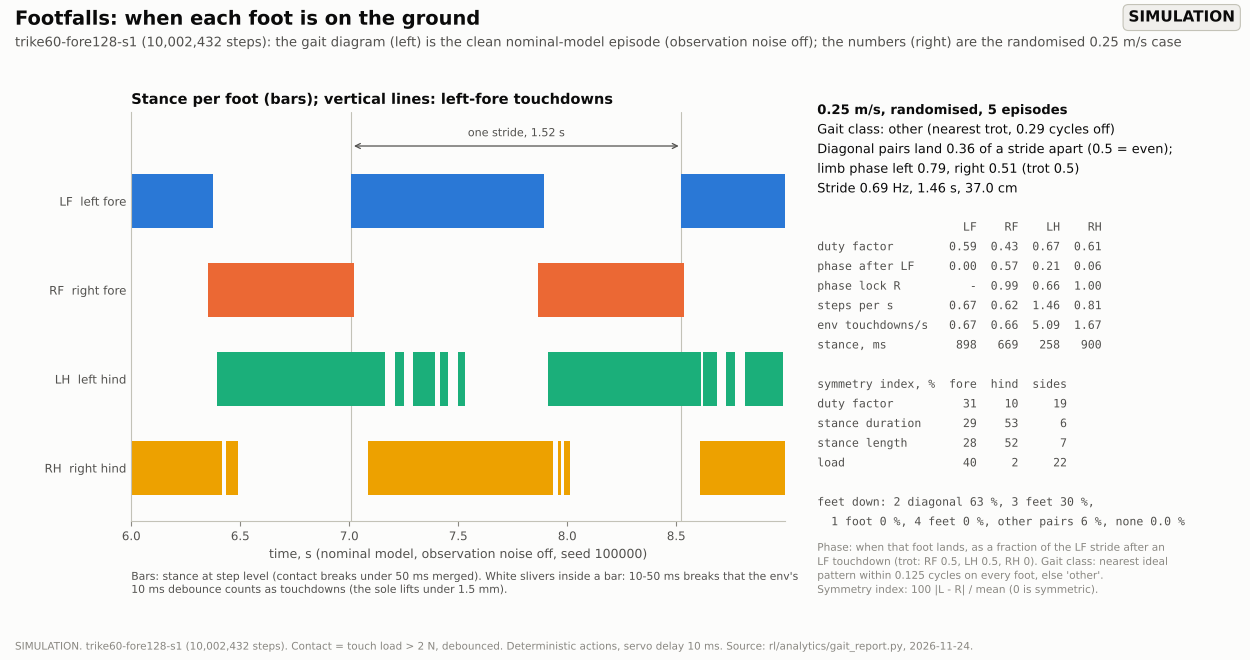 Footfalls: when each foot is on the ground
SIMULATION
trike60-fore128-s1 (10,002,432 steps): the gait diagram (left) is the clean nominal-model episode (observation noise off); the numbers (right) are the randomised 0.25 m/s case
Stance per foot (bars); vertical lines: left-fore touchdowns
one stride, 1.52 s
LF left fore
RF right fore
LH left hind
RH right hind
6.0 6.5 7.0 7.5 8.0 8.5
time, s (nominal model, observation noise off, seed 100000)
Bars: stance at step level (contact breaks under 50 ms merged). White slivers inside a bar: 10-50 ms breaks that the env's
10 ms debounce counts as touchdowns (the sole lifts under 1.5 mm).
0.25 m/s, randomised, 5 episodes
Gait class: other (nearest trot, 0.29 cycles off)
Diagonal pairs land 0.36 of a stride apart (0.5 = even);
limb phase left 0.79, right 0.51 (trot 0.5)
Stride 0.69 Hz, 1.46 s, 37.0 cm
LF RF LH RH
duty factor 0.59 0.43 0.67 0.61
phase after LF 0.00 0.57 0.21 0.06
phase lock R - 0.99 0.66 1.00
steps per s 0.67 0.62 1.46 0.81
env touchdowns/s 0.67 0.66 5.09 1.67
stance, ms 898 669 258 900
symmetry index, % fore hind sides
duty factor 31 10 19
stance duration 29 53 6
stance length 28 52 7
load 40 2 22
feet down: 2 diagonal 63 %, 3 feet 30 %,
1 foot 0 %, 4 feet 0 %, other pairs 6 %, none 0.0 %
Phase: when that foot lands, as a fraction of the LF stride after an
LF touchdown (trot: RF 0.5, LH 0.5, RH 0). Gait class: nearest ideal
pattern within 0.125 cycles on every foot, else 'other'.
Symmetry index: 100 |L - R| / mean (0 is symmetric).
SIMULATION. trike60-fore128-s1 (10,002,432 steps). Contact = touch load > 2 N, debounced. Deterministic actions, servo delay 10 ms. Source: rl/analytics/gait_report.py, 2026-11-24.